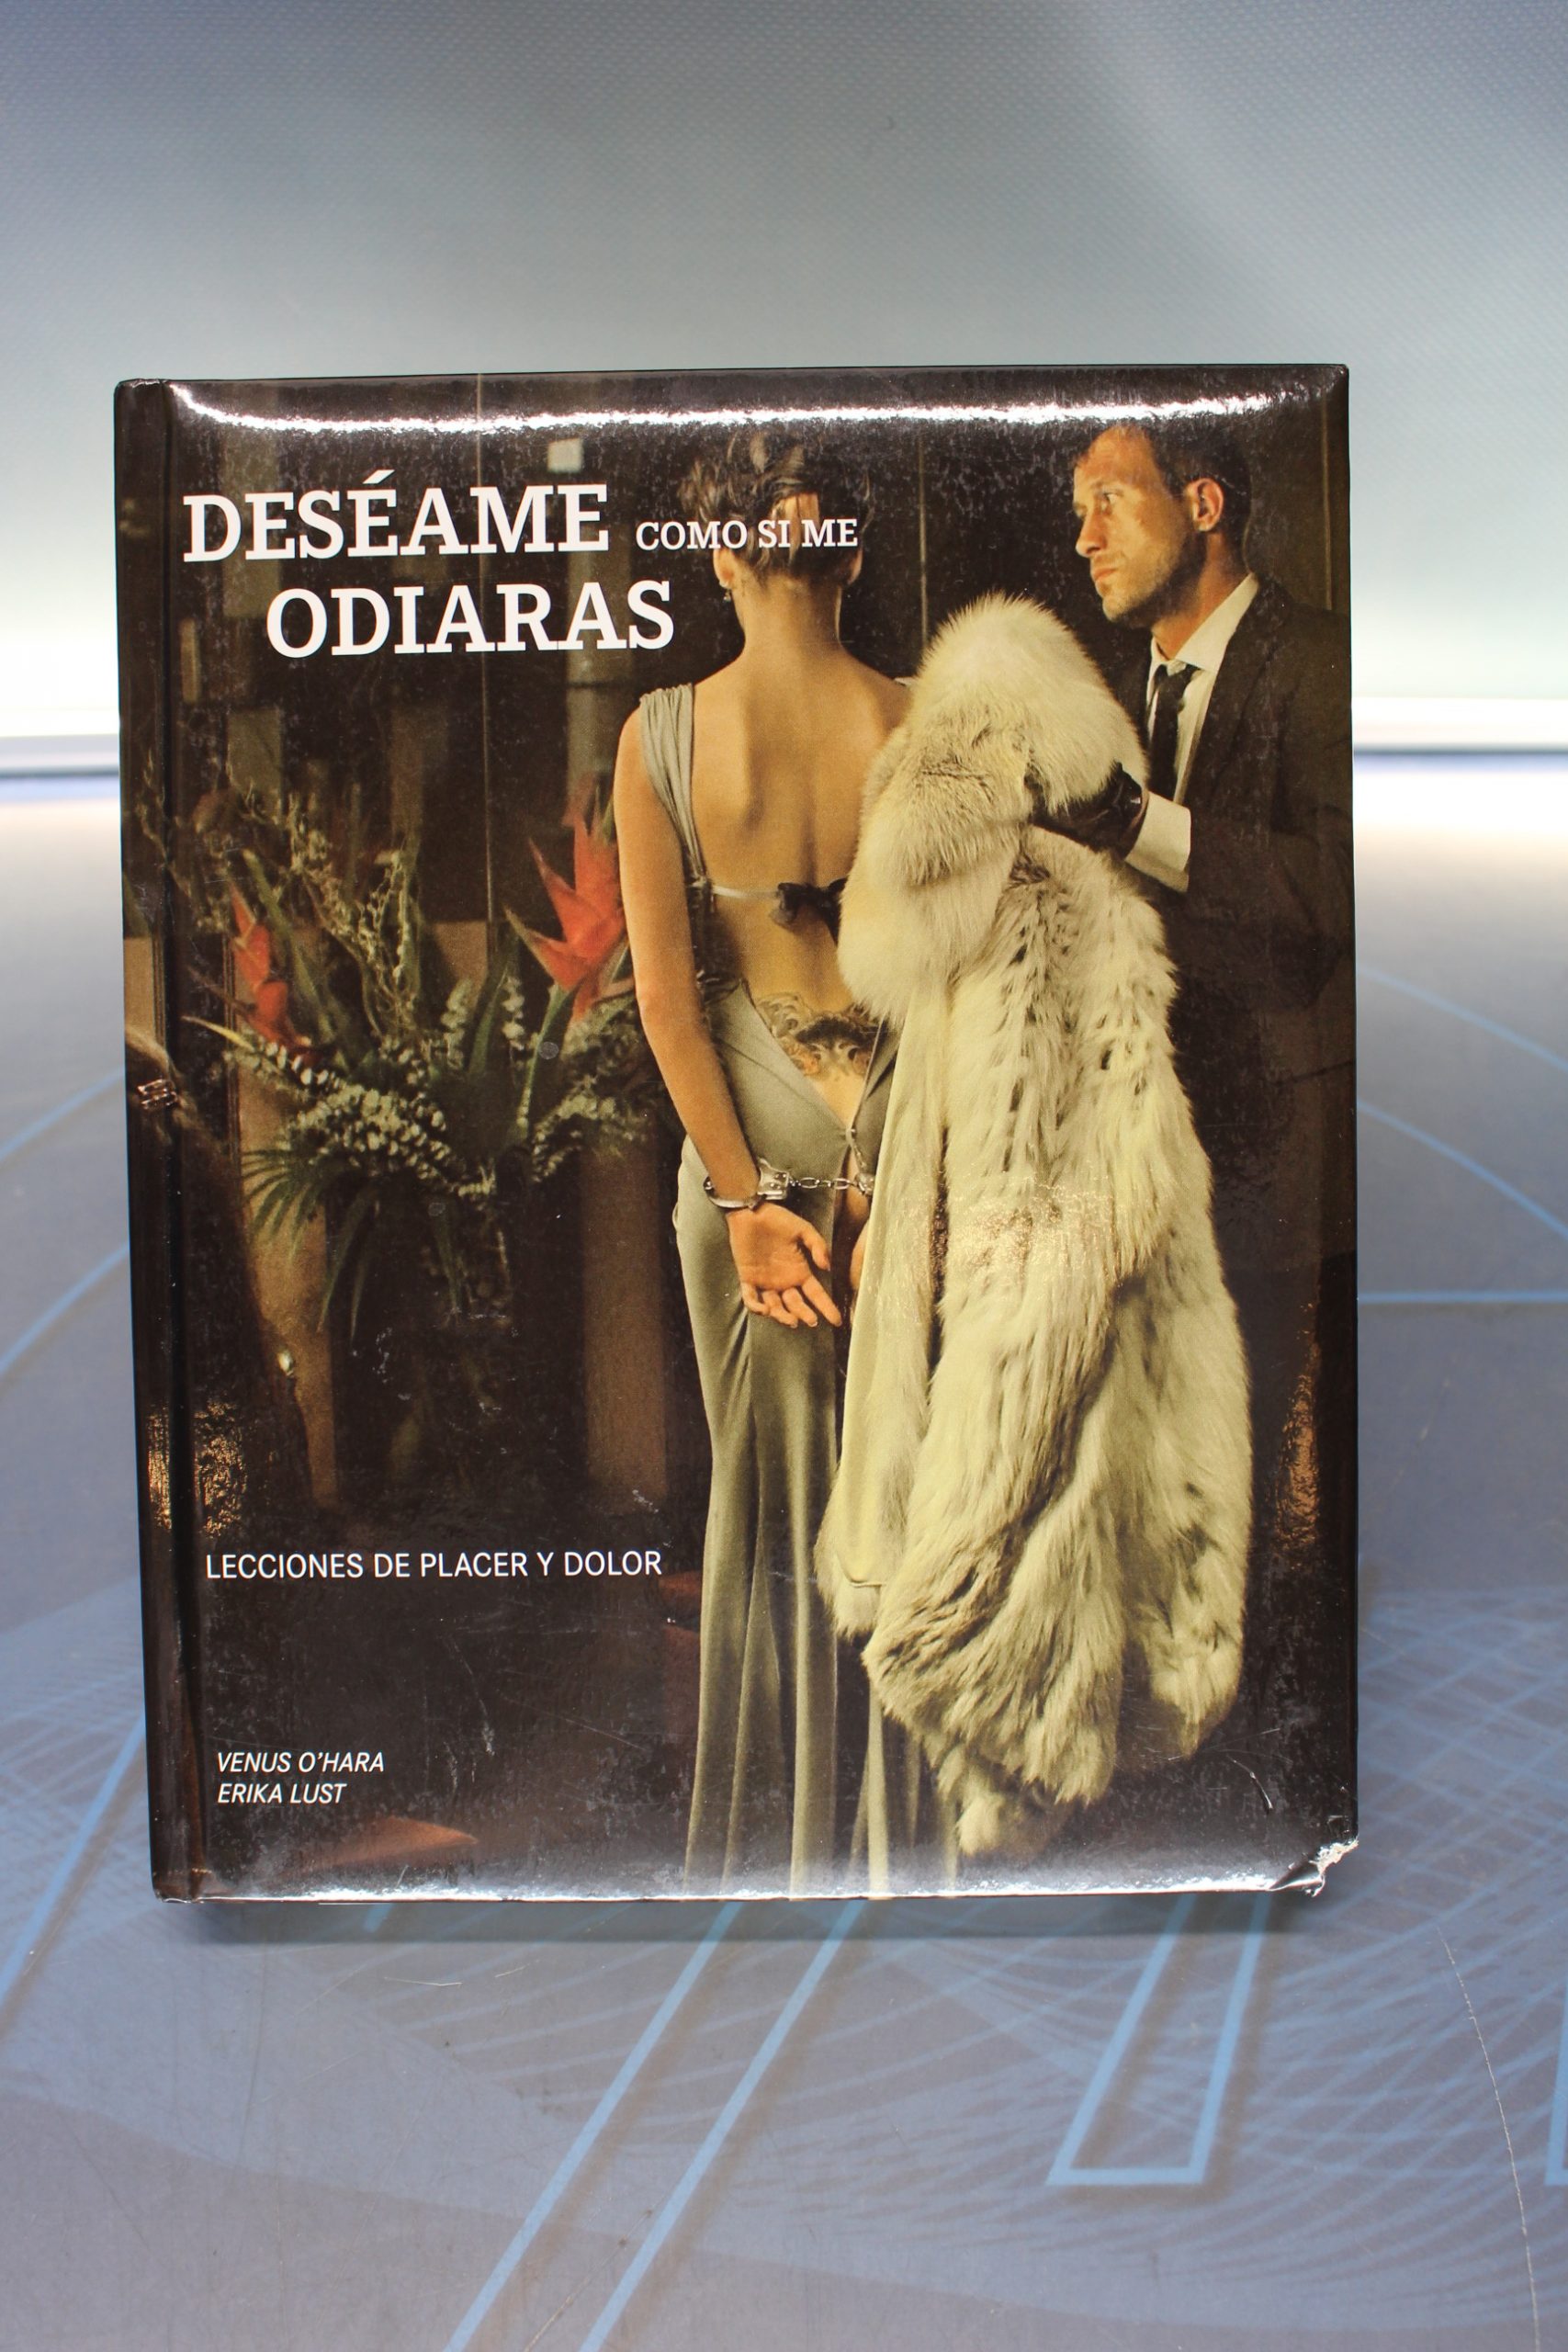 DESÉAME COMO SI ME
ODIARAS
LECCIONES DE PLACER Y DOLOR
VENUS O'HARA
ERIKA LUST